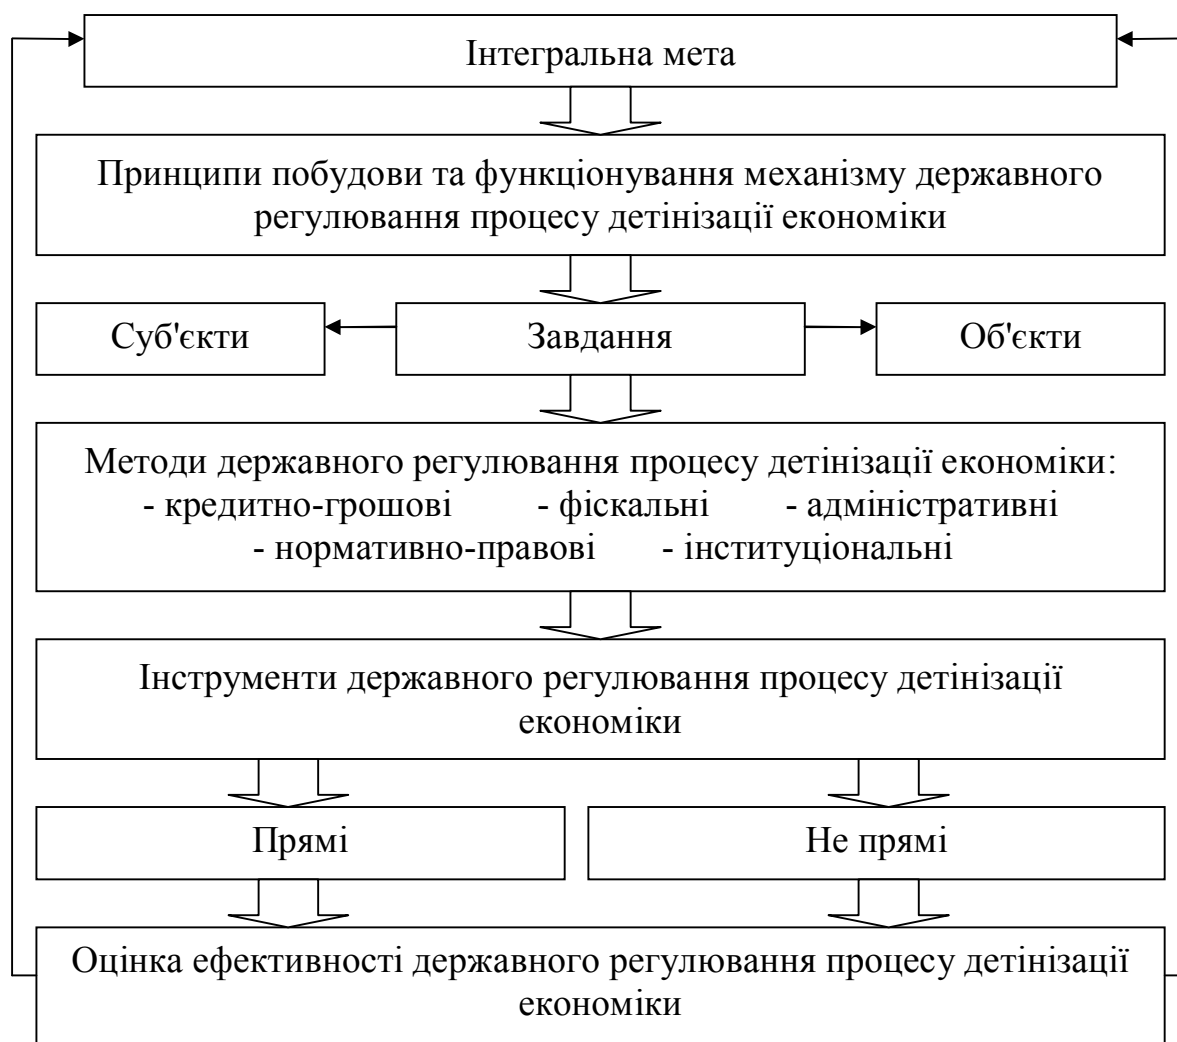 Інтегральна мета
Принципи побудови та функціонування механізму державного
регулювання процесу детінізації економіки
Суб'єкти
Завдання
Об'єкти
Методи державного регулювання процесу детінізації економіки:
- кредитно-грошові - фіскальні - адміністративні
- нормативно-правові - інституціональні
Інструменти державного регулювання процесу детінізації
економіки
Прямі
Не прямі
Оцінка ефективності державного регулювання процесу детінізації
економіки